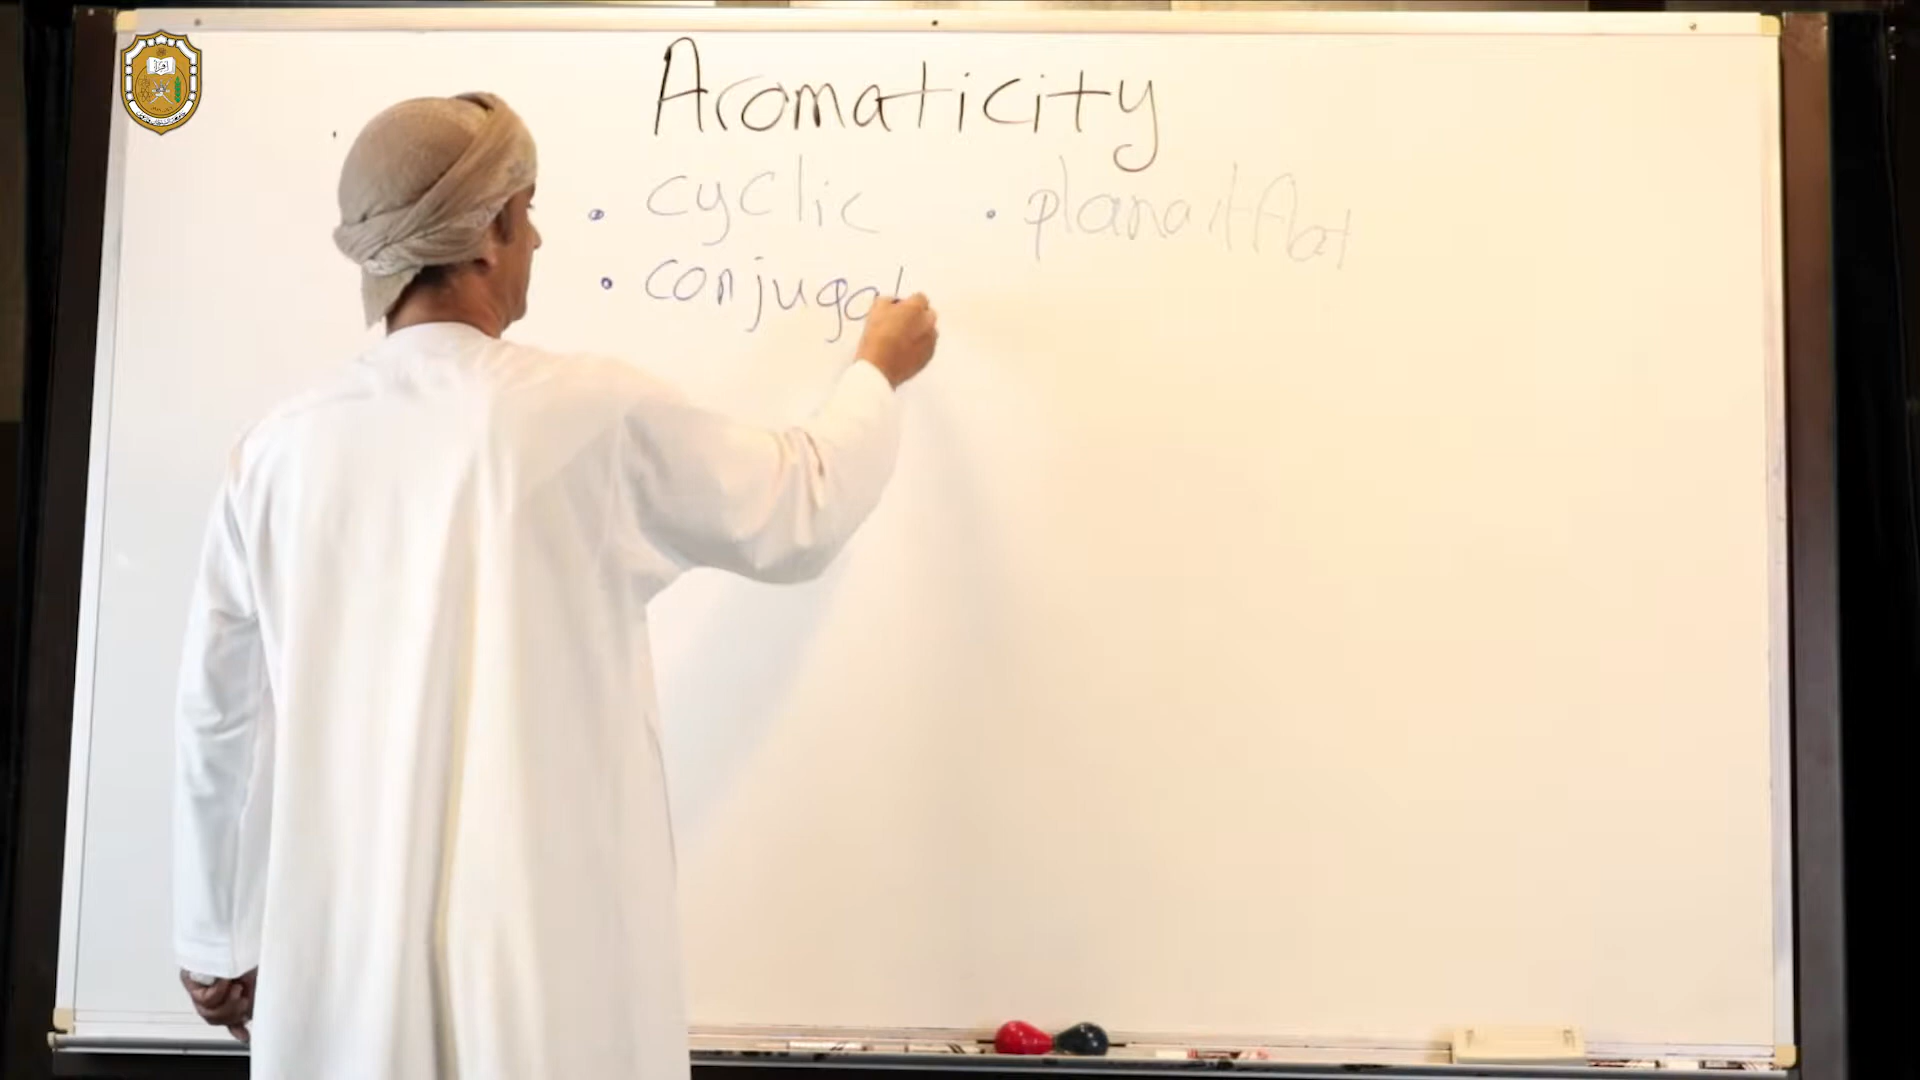 Aromaticity
• cyclic • planar/flat
• conjugat